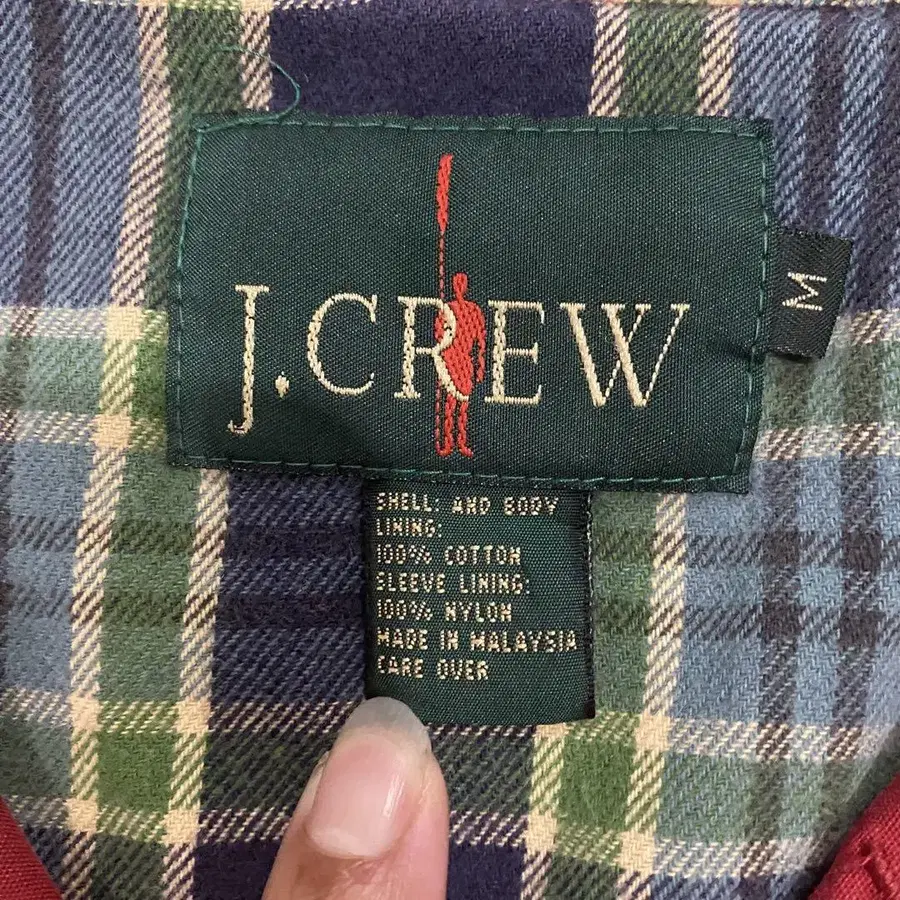 J.CREW
M
SHELL: AND BODY
LINING:
100% COTTON
SLEEVE LINING:
100% NYLON
MADE IN MALAYSIA
CARE OVER